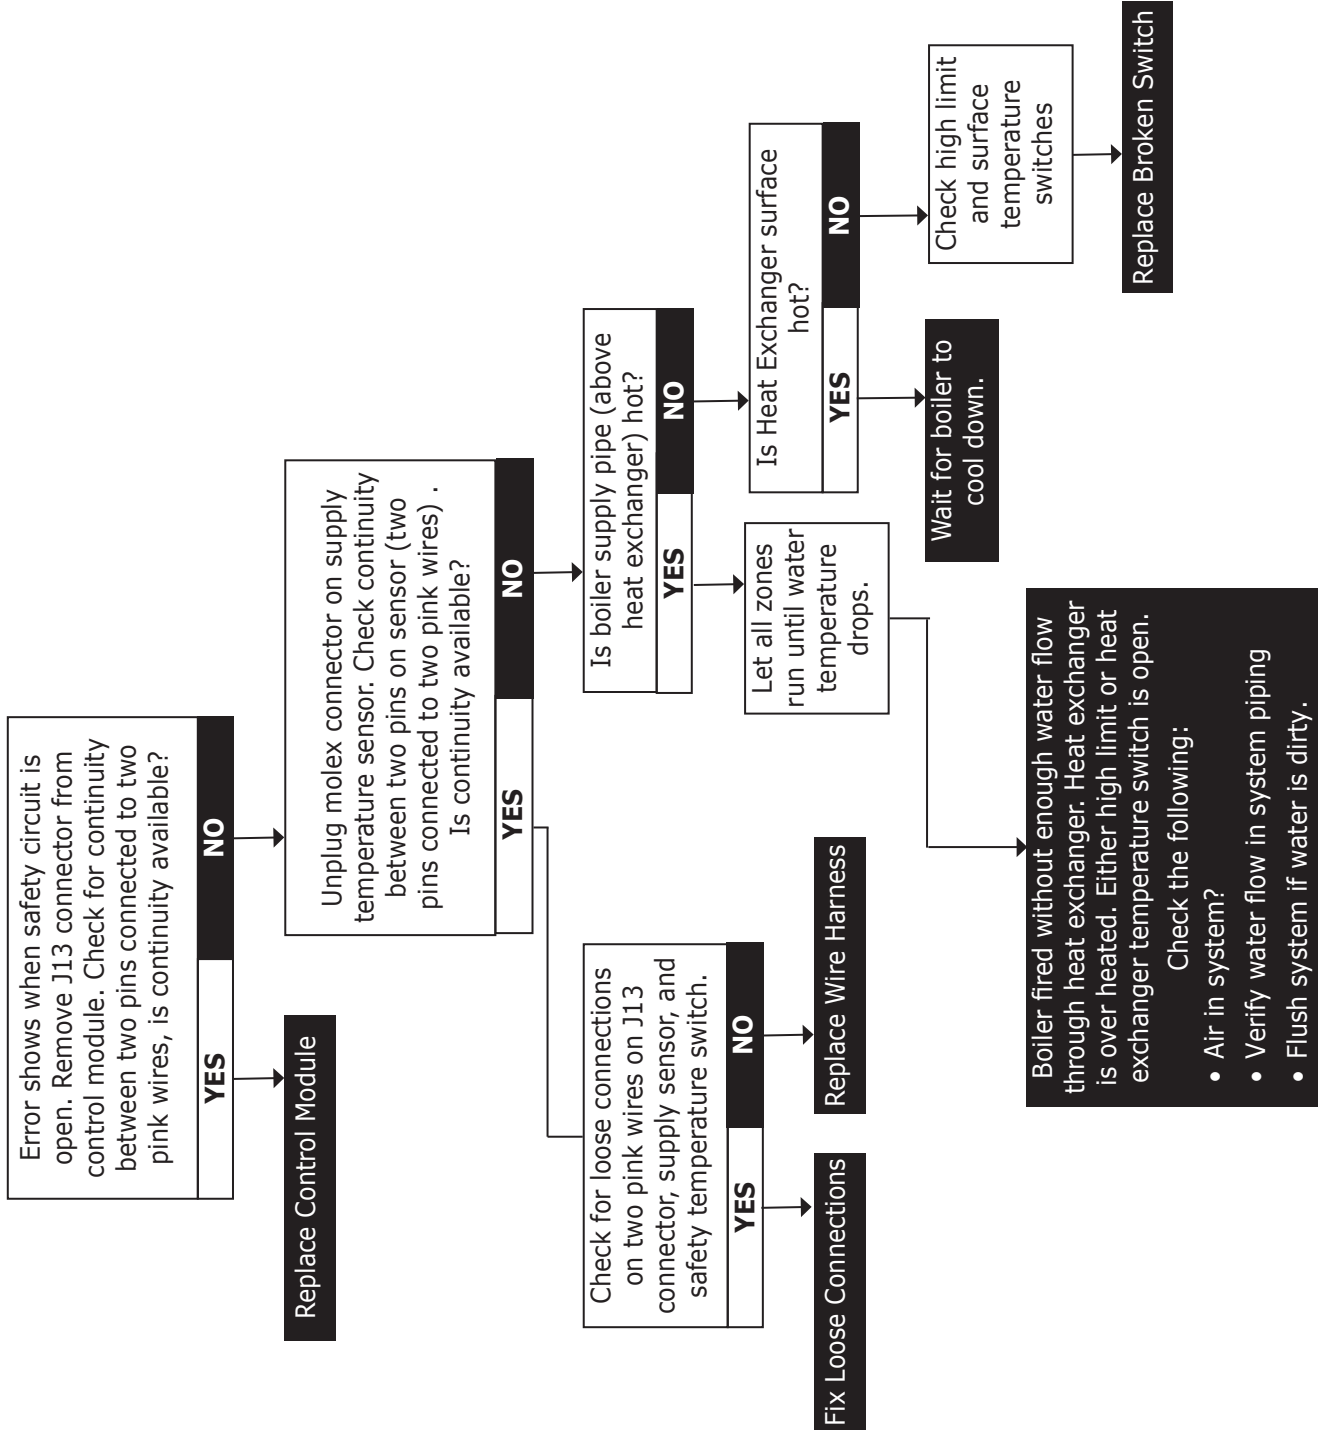 Error shows when safety circuit is
open. Remove J13 connector from
control module. Check for continuity
between two pins connected to two
pink wires, is continuity available?
YES
NO
Replace Control Module
Unplug molex connector on supply
temperature sensor. Check continuity
between two pins on sensor (two
pins connected to two pink wires) .
Is continuity available?
YES
NO
Check for loose connections
on two pink wires on J13
connector, supply sensor, and
safety temperature switch.
YES
NO
Fix Loose Connections
Replace Wire Harness
Is boiler supply pipe (above
heat exchanger) hot?
YES
NO
Let all zones
run until water
temperature
drops.
Boiler fired without enough water flow
through heat exchanger. Heat exchanger
is over heated. Either high limit or heat
exchanger temperature switch is open.
Check the following:
• Air in system?
• Verify water flow in system piping
• Flush system if water is dirty.
Is Heat Exchanger surface
hot?
YES
NO
Wait for boiler to
cool down.
Check high limit
and surface
temperature
switches
Replace Broken Switch